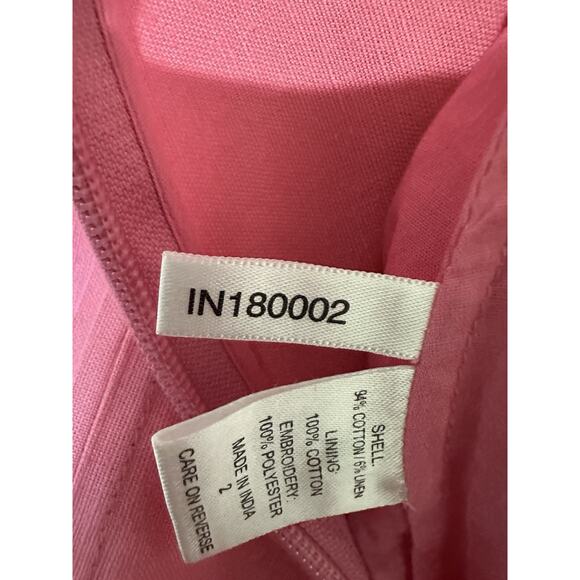 IN180002
SHELL:
94% COTTON/6% LINEN
LINING:
100% COTTON
EMBROIDERY:
100% POLYESTER
MADE IN INDIA
2
CARE ON REVERSE